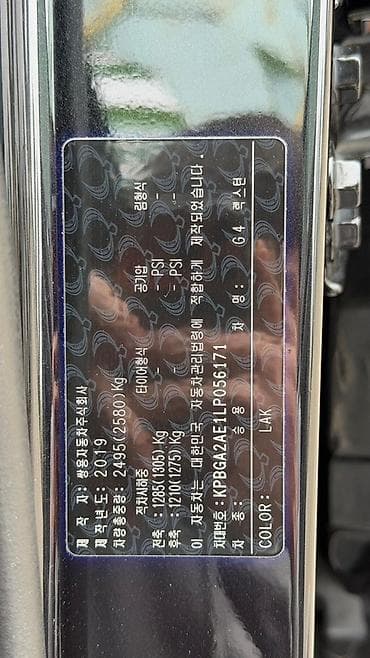 제 작 자: 쌍용자동차주식회사
제작년도: 2019
차량총중량: 2495(2580)Kg
적차시하중 타이어형식 공기압 림형식
전축 :1285(1305).Kg - - PSI -
후축 :1210(1275)Kg - - PSI -
이 자동차는 대한민국 자동차관리법령에 적합하게 제작되었습니다.
차대번호: KPBGA2AE1LP056171
차 종: 승용 차 명: G4 렉스턴
COLOR: LAK